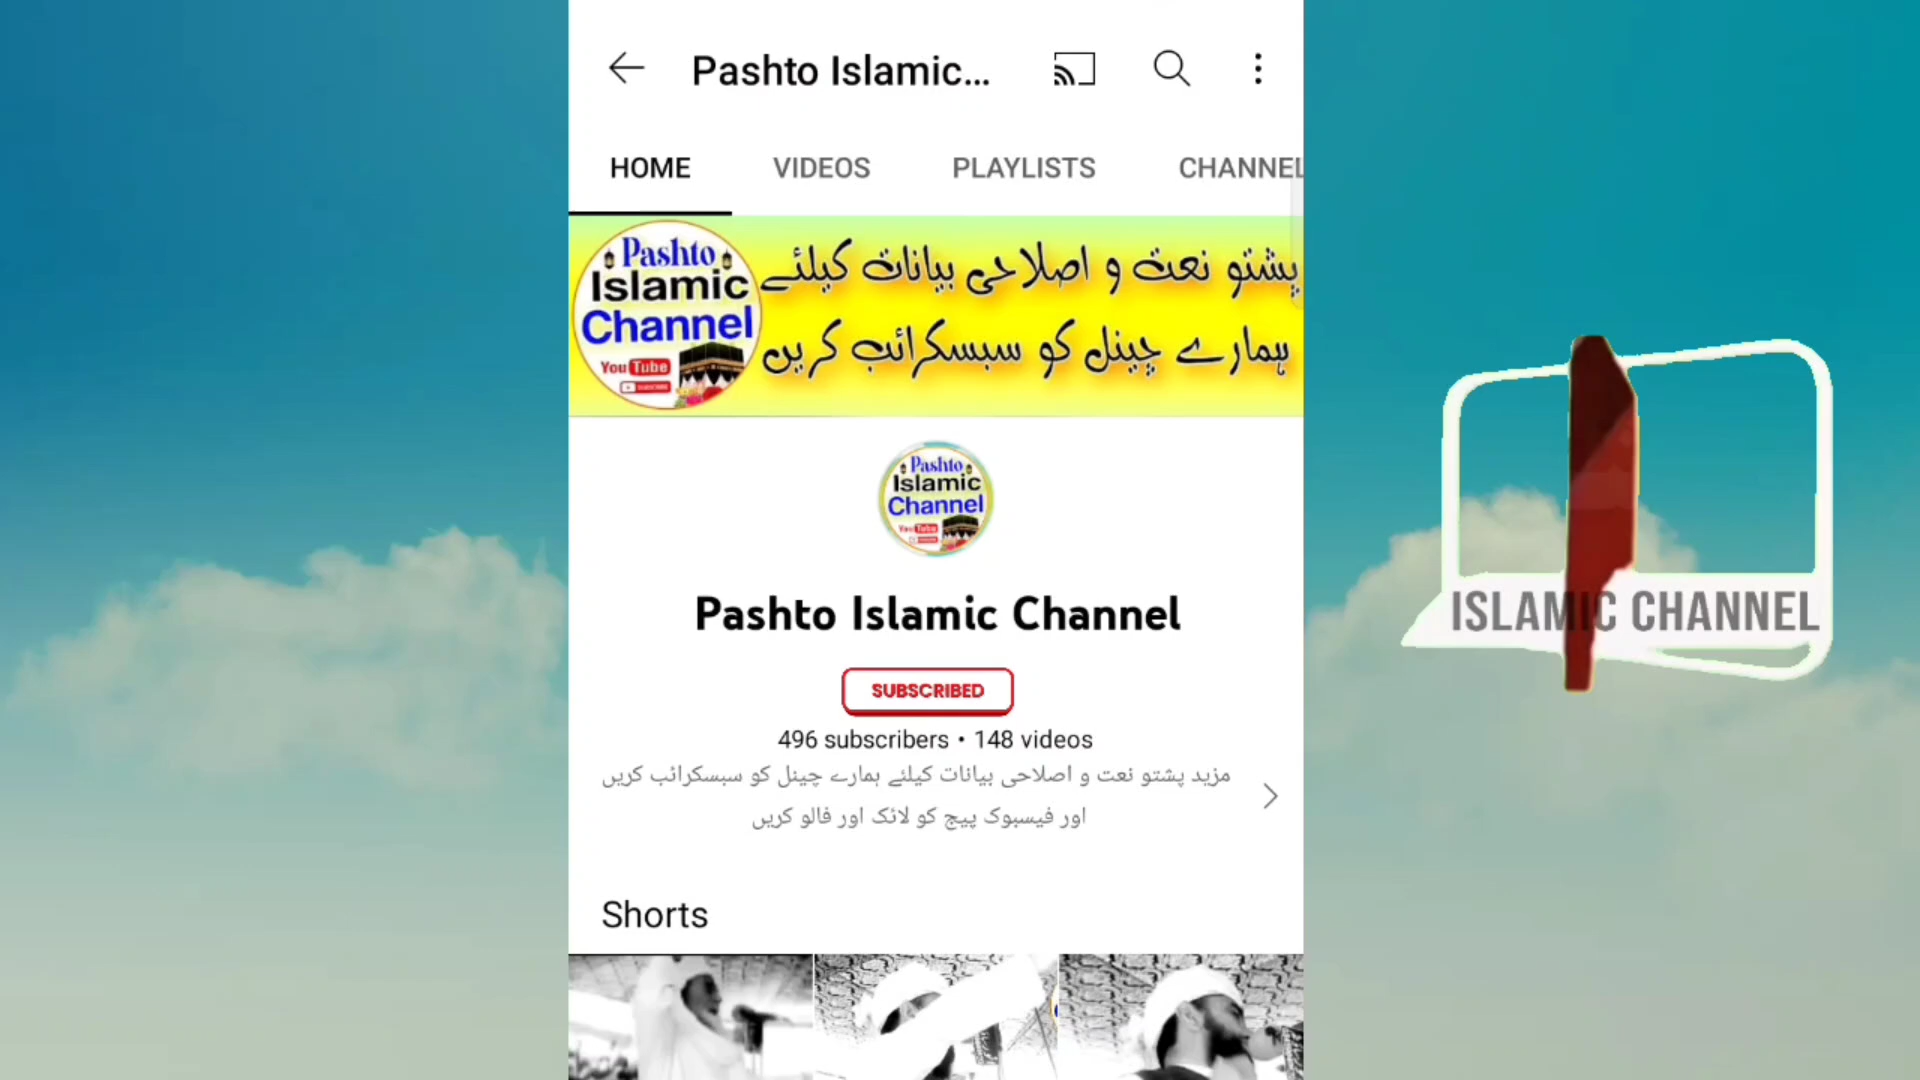 Pashto Islamic...
HOME VIDEOS PLAYLISTS CHANNEL
Pashto
Islamic
Channel
YouTube
SUBSCRIBE
پشتو نعت و اصلاحی بیانات کیلئے
ہمارے چینل کو سبسکرائب کریں
Pashto
Islamic
Channel
YouTube
Pashto Islamic Channel
SUBSCRIBED
496 subscribers • 148 videos
مزید پشتو نعت و اصلاحی بیانات کیلئے ہمارے چینل کو سبسکرائب کریں
اور فیسبوک پیج کو لائک اور فالو کریں
Shorts
ISLAMIC CHANNEL